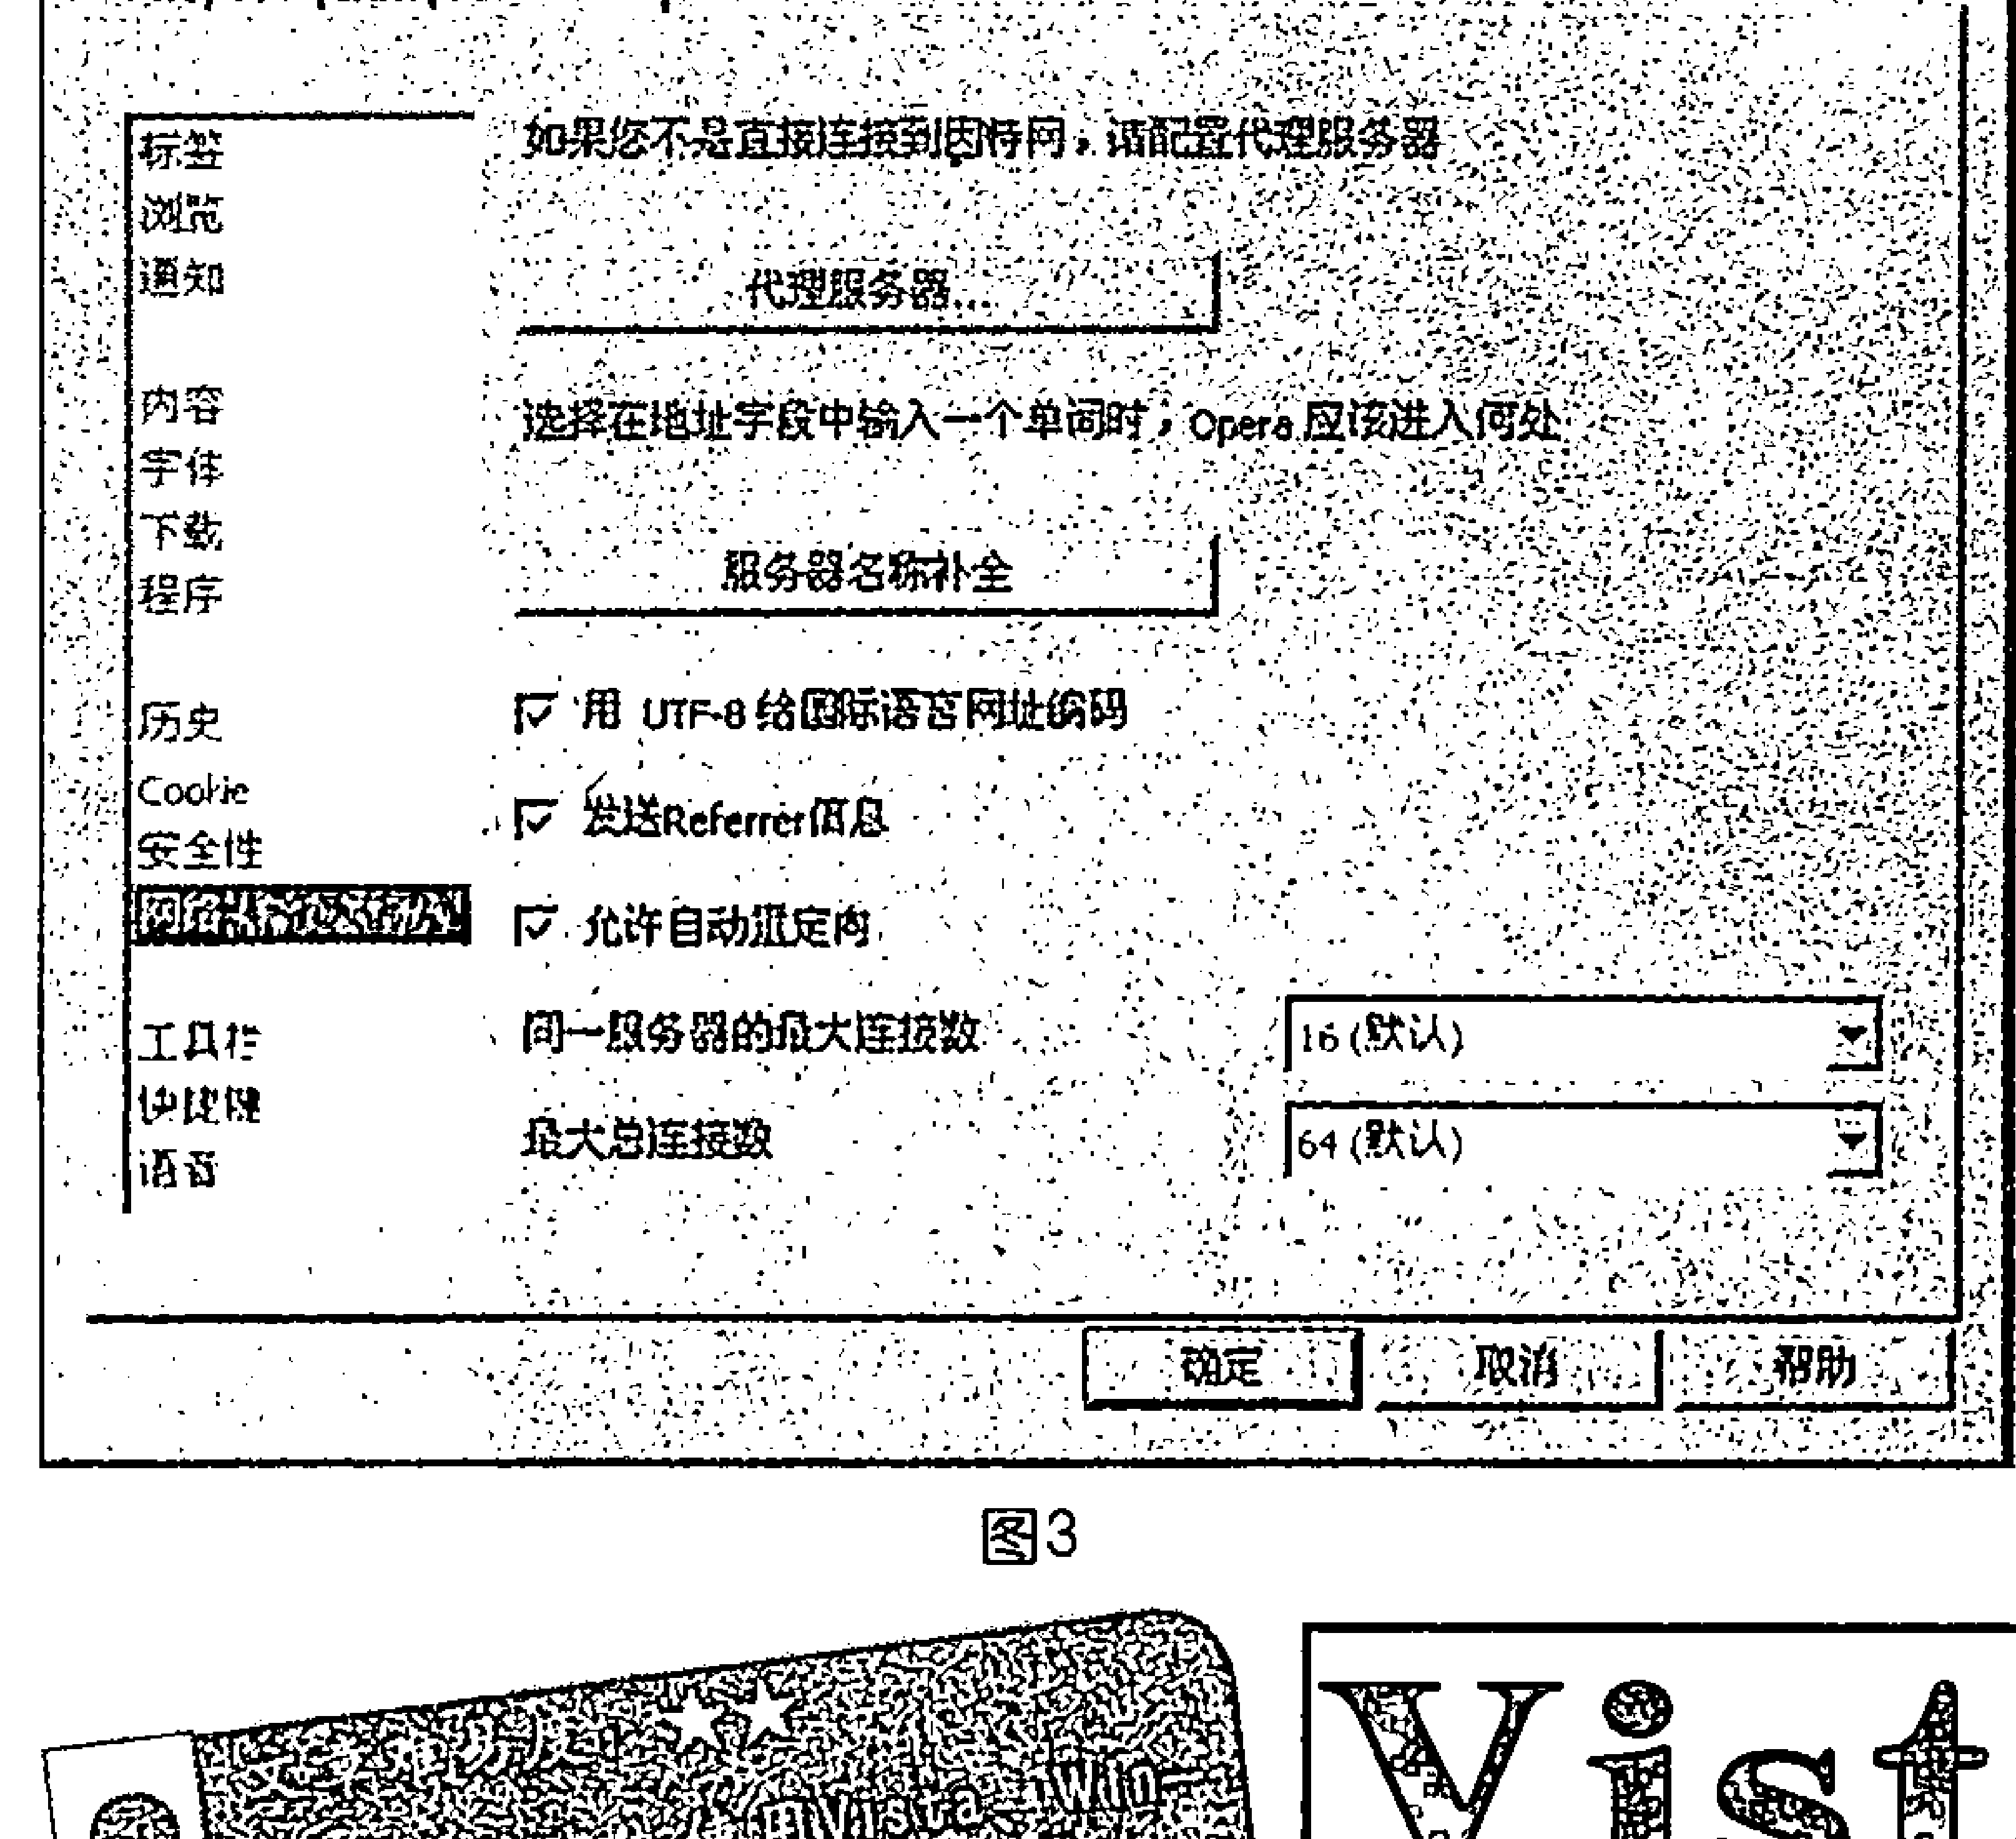 如果您不是直接连接到因特网，请配置代理服务器
标签
浏览
通知
代理服务器...
内容
选择在地址字段中输入一个单词时，Opera 应该进入何处
字体
下载
程序
服务器名称补全
历史
用 UTF-8 给国际语言网址编码
Cookie
发送Referrer信息
安全性
允许自动重定向
工具栏
同一服务器的最大连接数
16 (默认)
快捷键
最大总连接数
64 (默认)
语音
确定
取消
帮助
图3
Vista Win
Vist